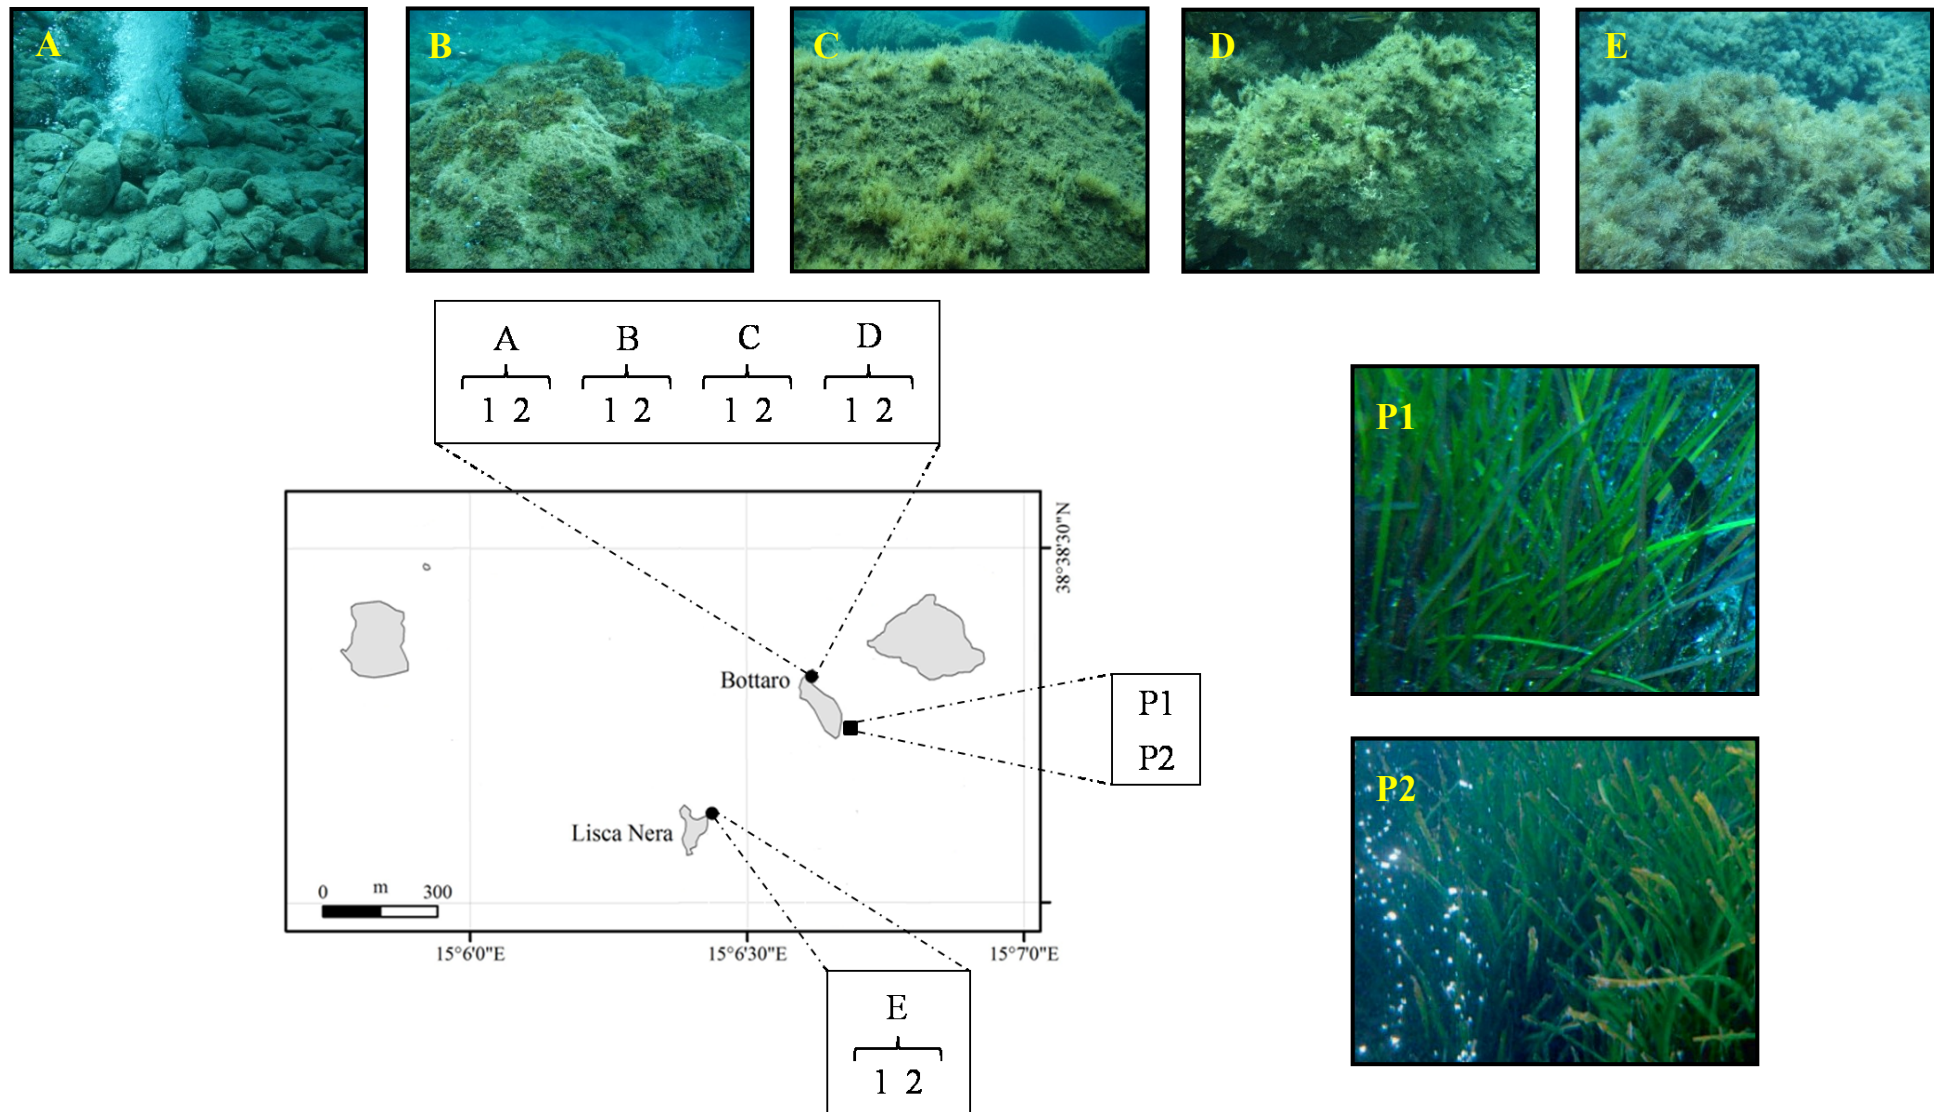 A B C D E
A B C D
1 2 1 2 1 2 1 2
P1
38°38'30"N
Bottaro
P1
P2
P2
Lisca Nera
0 m 300
15°6'0"E 15°6'30"E 15°7'0"E
E
1 2